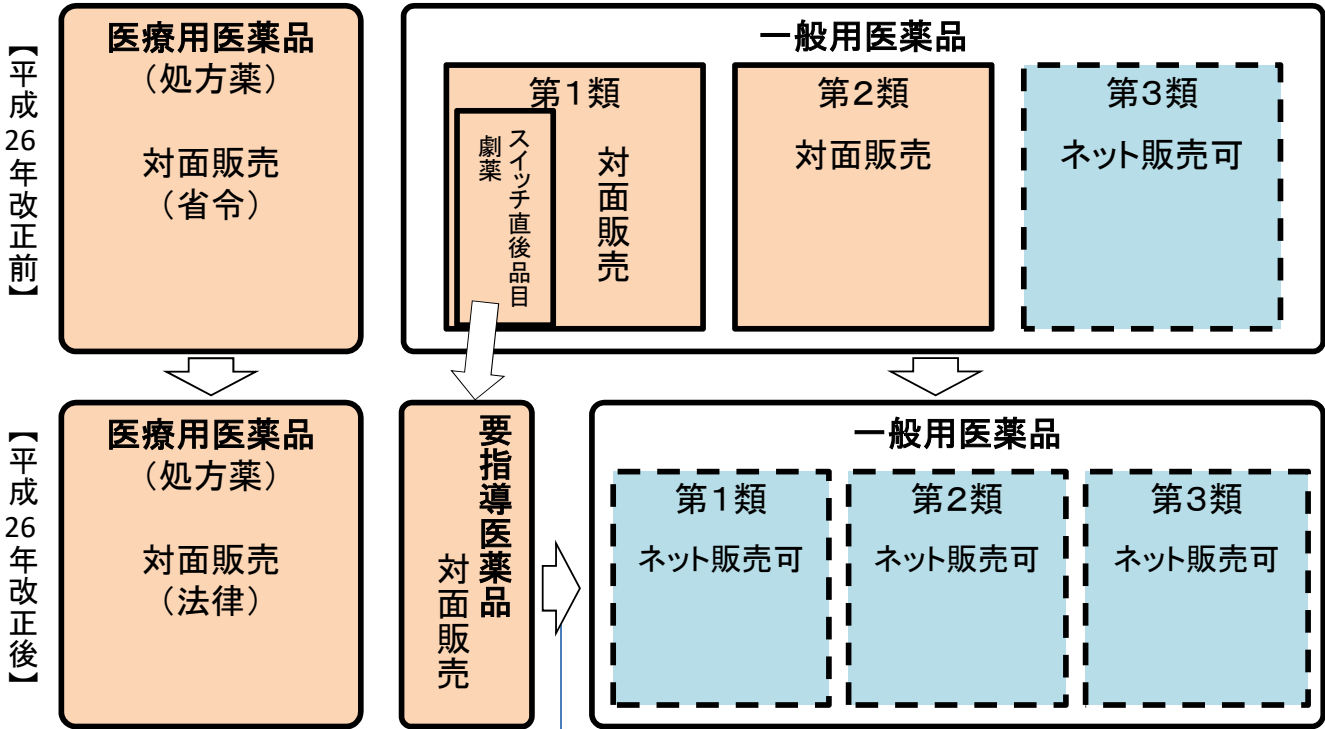 【平成26年改正前】
医療用医薬品
（処方薬）
対面販売
（省令）
一般用医薬品
第１類
スイッチ直後品目
劇薬
対面販売
第２類
対面販売
第３類
ネット販売可
【平成26年改正後】
医療用医薬品
（処方薬）
対面販売
（法律）
要指導医薬品
対面販売
一般用医薬品
第１類
ネット販売可
第２類
ネット販売可
第３類
ネット販売可